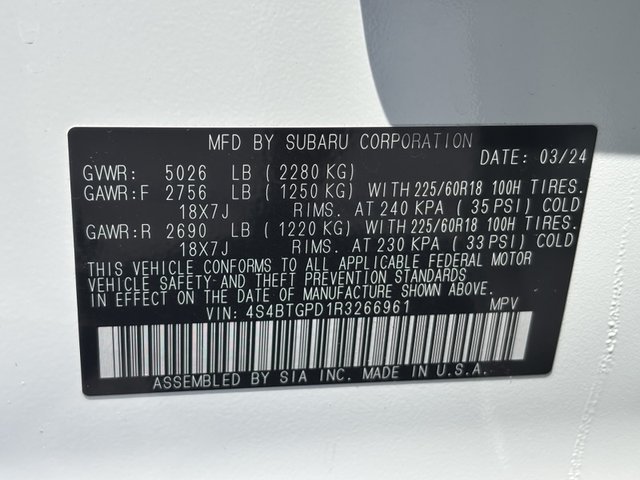 MFD BY SUBARU CORPORATION
DATE: 03/24
GVWR: 5026 LB ( 2280 KG)
GAWR:F 2756 LB ( 1250 KG) WITH 225/60R18 100H TIRES.
18X7J RIMS. AT 240 KPA ( 35 PSI) COLD
GAWR:R 2690 LB ( 1220 KG) WITH 225/60R18 100H TIRES.
18X7J RIMS. AT 230 KPA ( 33 PSI) COLD
THIS VEHICLE CONFORMS TO ALL APPLICABLE FEDERAL MOTOR
VEHICLE SAFETY AND THEFT PREVENTION STANDARDS
IN EFFECT ON THE DATE OF MANUFACTURE SHOWN ABOVE.
VIN: 4S4BTGPD1R3266961 MPV
ASSEMBLED BY SIA INC. MADE IN U.S.A.